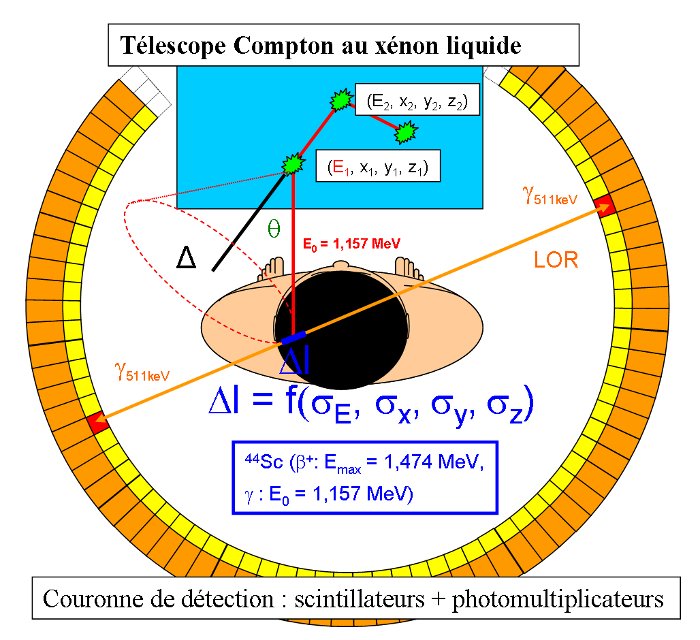 Télescope Compton au xénon liquide
(E₂, x₂, y₂, z₂)
(E₁, x₁, y₁, z₁)
γ511keV
θ
E₀ = 1,157 MeV
Δ
LOR
γ511keV
Δl
Δl = f(σE, σx, σy, σz)
⁴⁴Sc (β⁺: Emax = 1,474 MeV,
γ : E₀ = 1,157 MeV)
Couronne de détection : scintillateurs + photomultiplicateurs